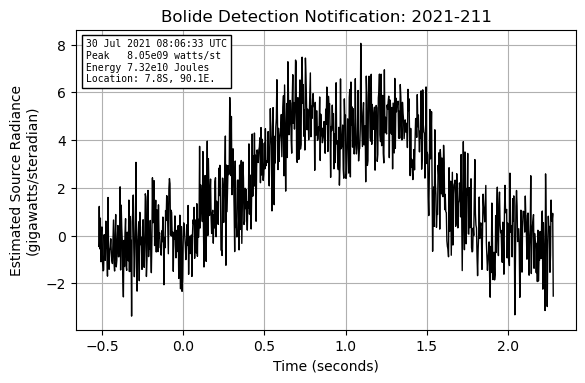 Bolide Detection Notification: 2021-211
30 Jul 2021 08:06:33 UTC
Peak 8.05e09 watts/st
Energy 7.32e10 Joules
Location: 7.8S, 90.1E.
Estimated Source Radiance
(gigawatts/steradian)
8
6
4
2
0
−2
−0.5 0.0 0.5 1.0 1.5 2.0
Time (seconds)